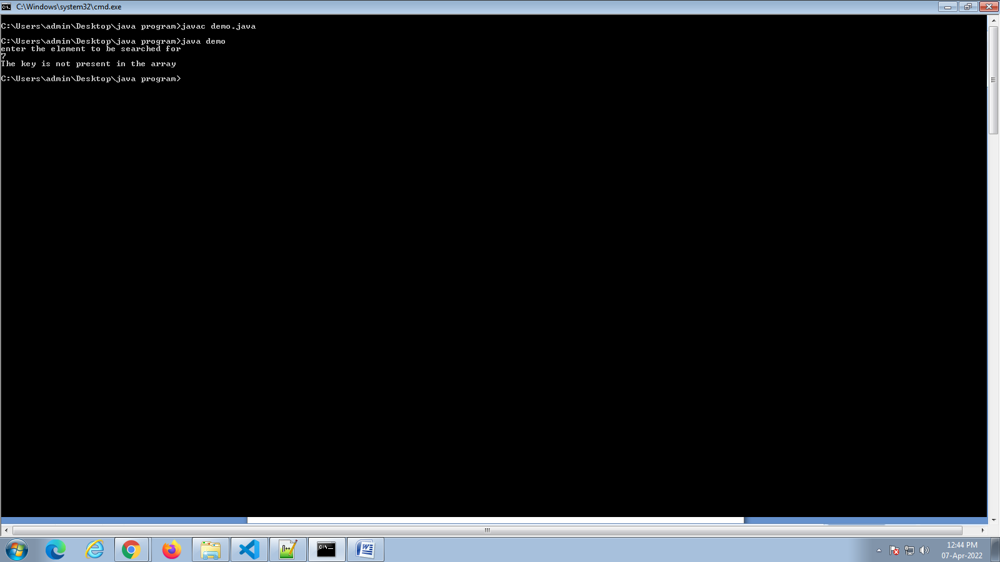 C:\Windows\system32\cmd.exe
C:\Users\admin\Desktop\java program>javac demo.java
C:\Users\admin\Desktop\java program>java demo
enter the element to be searched for
7
The key is not present in the array
C:\Users\admin\Desktop\java program>
12:44 PM
07-Apr-2022